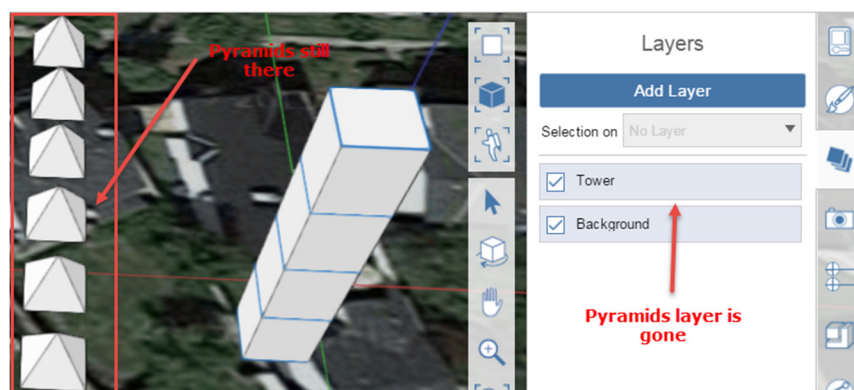 Pyramids still
there
Layers
Add Layer
Selection on No Layer
Tower
Background
Pyramids layer is
gone